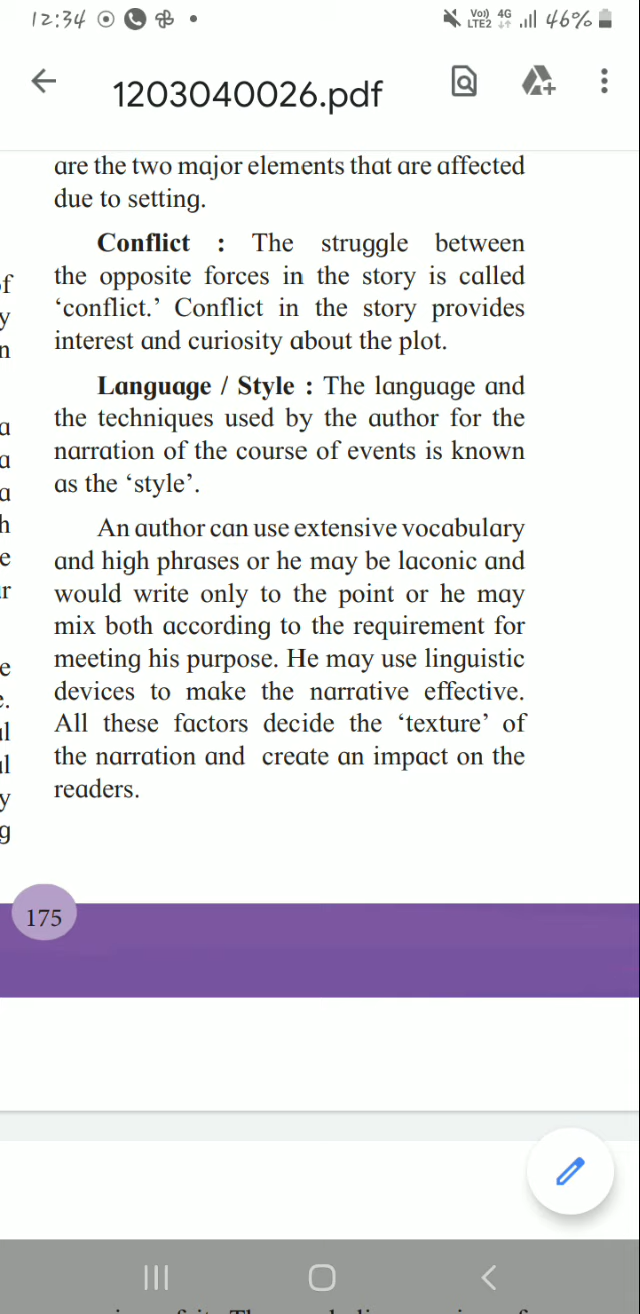 12:34
Vo)) 4G
LTE2
46%
1203040026.pdf
are the two major elements that are affected
due to setting.
Conflict : The struggle between
the opposite forces in the story is called
‘conflict.’ Conflict in the story provides
interest and curiosity about the plot.
Language / Style : The language and
the techniques used by the author for the
narration of the course of events is known
as the ‘style’.
An author can use extensive vocabulary
and high phrases or he may be laconic and
would write only to the point or he may
mix both according to the requirement for
meeting his purpose. He may use linguistic
devices to make the narrative effective.
All these factors decide the ‘texture’ of
the narration and create an impact on the
readers.
175